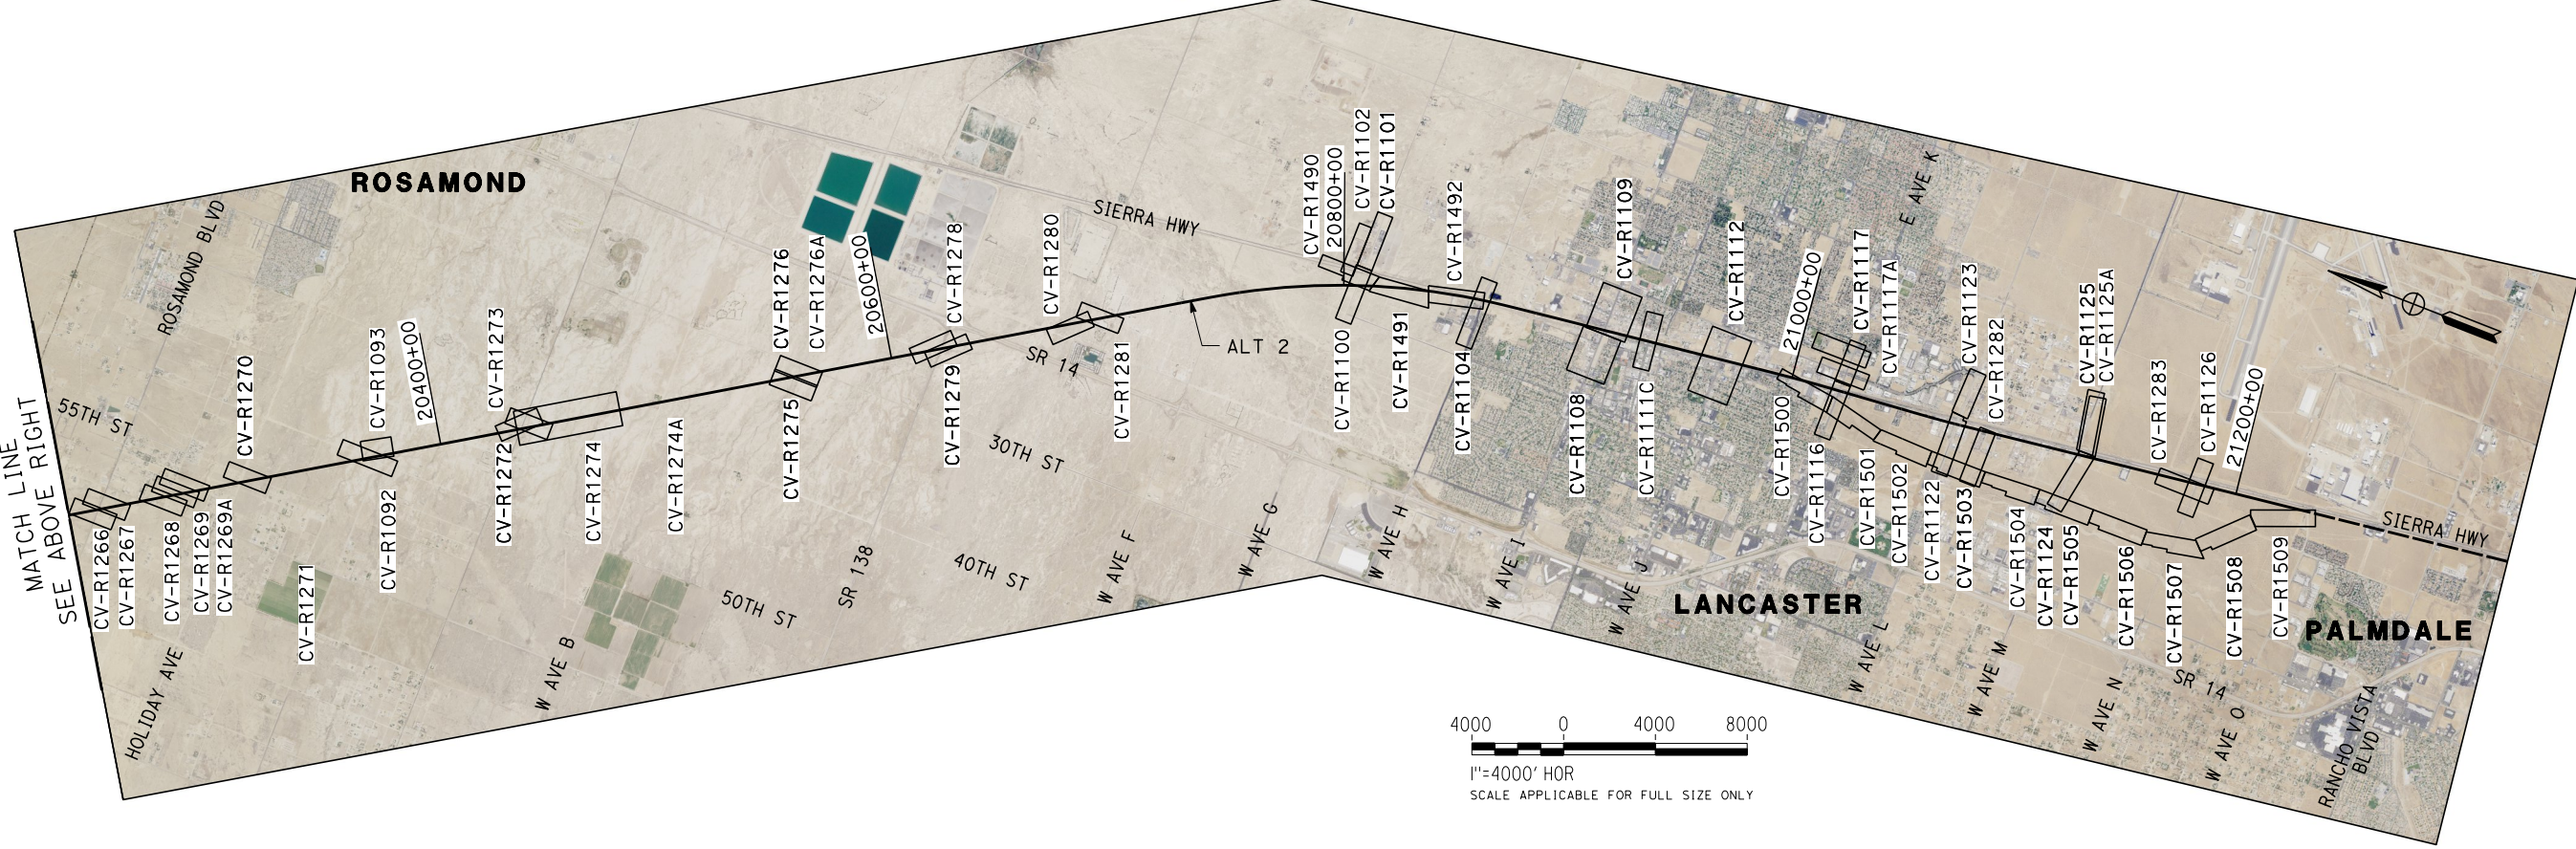 ROSAMOND
ROSAMOND BLVD
55TH ST
MATCH LINE
SEE ABOVE RIGHT
CV-R1266
CV-R1267
CV-R1268
CV-R1269
CV-R1269A
CV-R1270
CV-R1271
HOLIDAY AVE
CV-R1093
CV-R1092
20400+00
CV-R1273
CV-R1272
CV-R1274
CV-R1274A
W AVE B
CV-R1276
CV-R1276A
CV-R1275
20600+00
50TH ST
SR 138
CV-R1278
CV-R1279
CV-R1280
CV-R1281
SR 14
30TH ST
40TH ST
SIERRA HWY
ALT 2
W AVE F
W AVE G
CV-R1490
20800+00
CV-R1102
CV-R1101
CV-R1100
CV-R1491
CV-R1492
CV-R1104
W AVE H
W AVE I
W AVE J
CV-R1109
CV-R1108
CV-R1111C
CV-R1112
21000+00
CV-R1117
CV-R1117A
E AVE K
CV-R1500
CV-R1116
CV-R1501
CV-R1502
CV-R1122
CV-R1503
CV-R1123
CV-R1282
CV-R1504
CV-R1124
CV-R1505
CV-R1125
CV-R1125A
CV-R1506
CV-R1507
CV-R1283
CV-R1126
21200+00
CV-R1508
CV-R1509
SIERRA HWY
LANCASTER
PALMDALE
W AVE L
W AVE M
W AVE N
SR 14
W AVE O
RANCHO VISTA
BLVD
4000 0 4000 8000
1"=4000' HOR
SCALE APPLICABLE FOR FULL SIZE ONLY